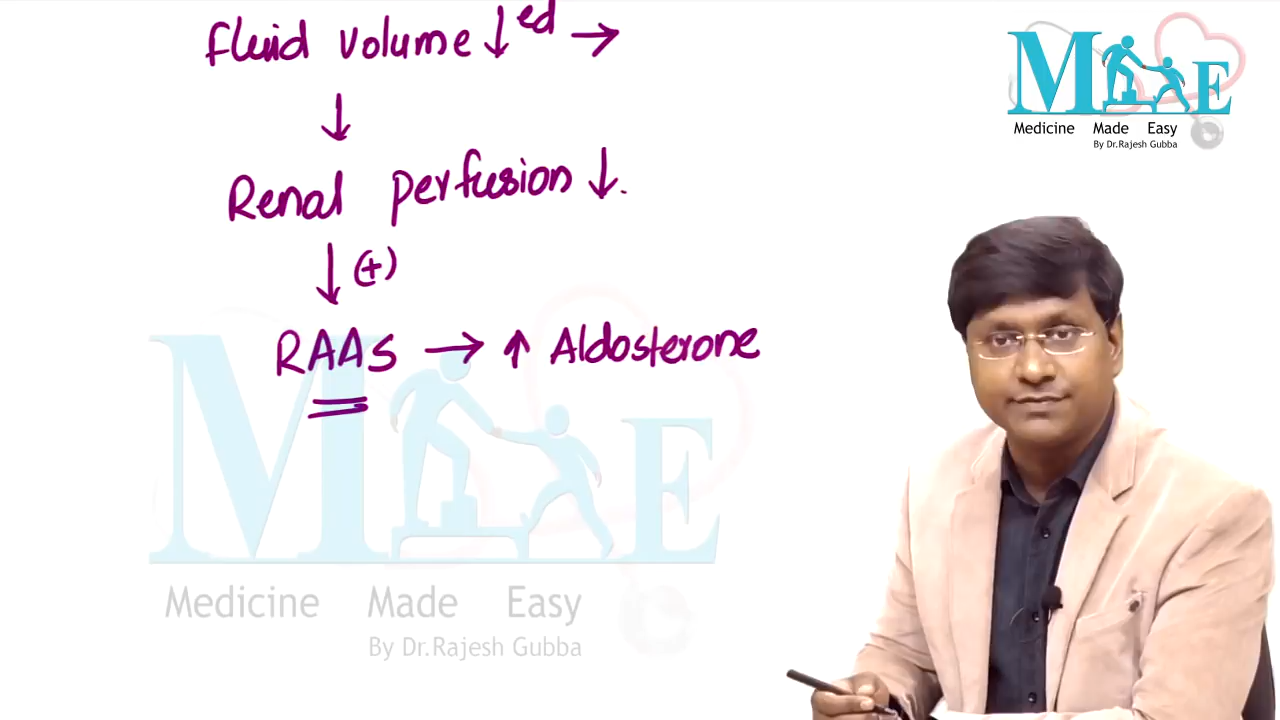 fluid volume ↓ed →
↓
Renal perfusion ↓.
↓ (+)
RAAS → ↑ Aldosterone
M E
Medicine Made Easy
By Dr.Rajesh Gubba
M E
Medicine Made Easy
By Dr.Rajesh Gubba